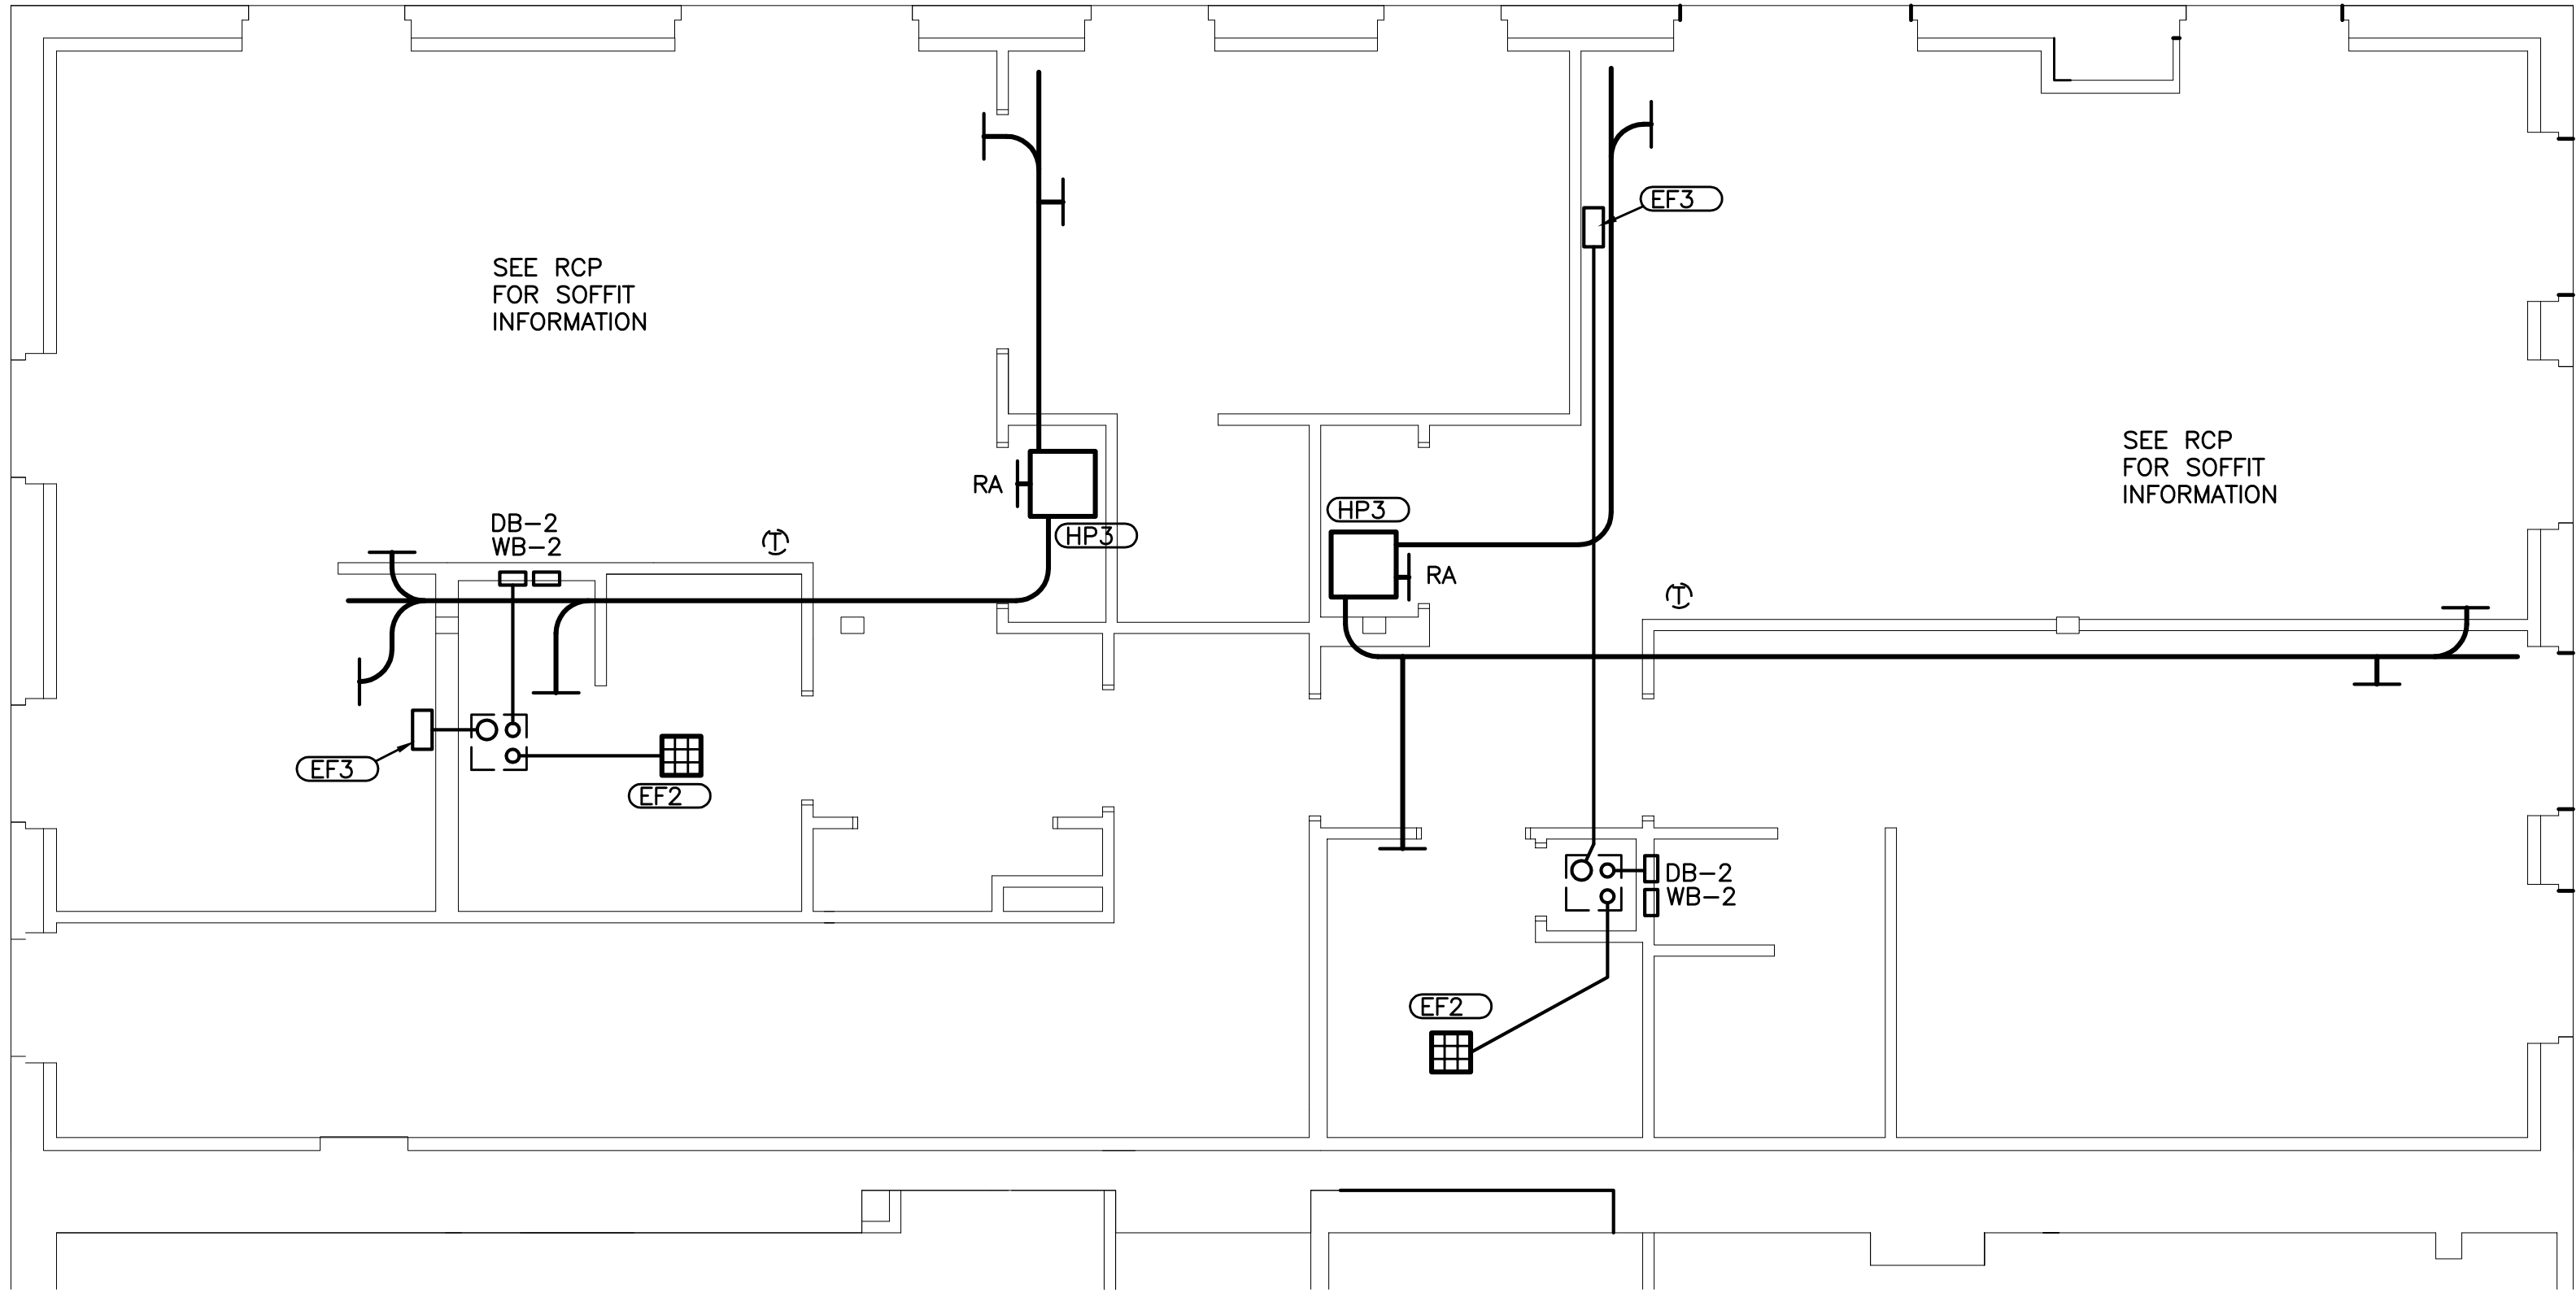 EF3
SEE RCP
FOR SOFFIT
INFORMATION
SEE RCP
FOR SOFFIT
INFORMATION
RA
HP3
HP3
DB-2
WB-2
T
RA
T
EF3
EF2
DB-2
WB-2
EF2